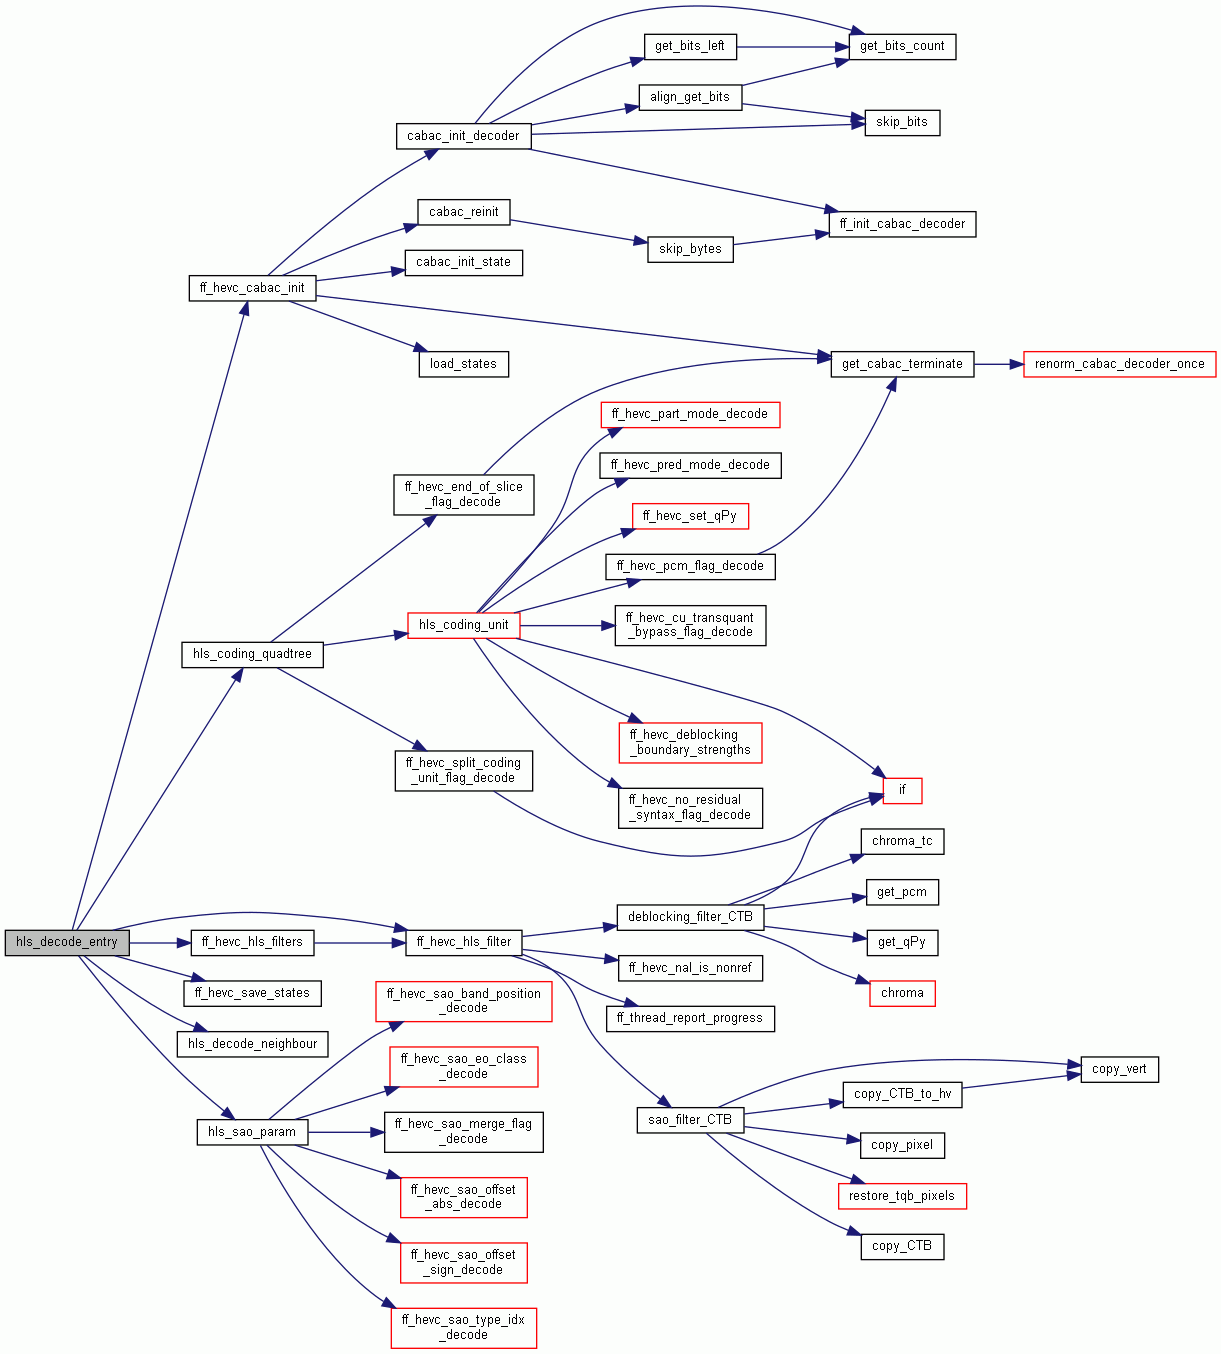 get_bits_left
get_bits_count
align_get_bits
skip_bits
cabac_init_decoder
cabac_reinit
ff_init_cabac_decoder
skip_bytes
cabac_init_state
ff_hevc_cabac_init
load_states
get_cabac_terminate
renorm_cabac_decoder_once
ff_hevc_part_mode_decode
ff_hevc_pred_mode_decode
ff_hevc_end_of_slice
_flag_decode
ff_hevc_set_qPy
ff_hevc_pcm_flag_decode
hls_coding_unit
ff_hevc_cu_transquant
_bypass_flag_decode
hls_coding_quadtree
ff_hevc_deblocking
_boundary_strengths
ff_hevc_split_coding
_unit_flag_decode
if
ff_hevc_no_residual
_syntax_flag_decode
chroma_tc
get_pcm
deblocking_filter_CTB
hls_decode_entry
ff_hevc_hls_filters
ff_hevc_hls_filter
get_qPy
ff_hevc_nal_is_nonref
ff_hevc_save_states
ff_hevc_sao_band_position
_decode
chroma
ff_thread_report_progress
hls_decode_neighbour
ff_hevc_sao_eo_class
_decode
copy_vert
copy_CTB_to_hv
hls_sao_param
ff_hevc_sao_merge_flag
_decode
sao_filter_CTB
copy_pixel
ff_hevc_sao_offset
_abs_decode
restore_tqb_pixels
copy_CTB
ff_hevc_sao_offset
_sign_decode
ff_hevc_sao_type_idx
_decode